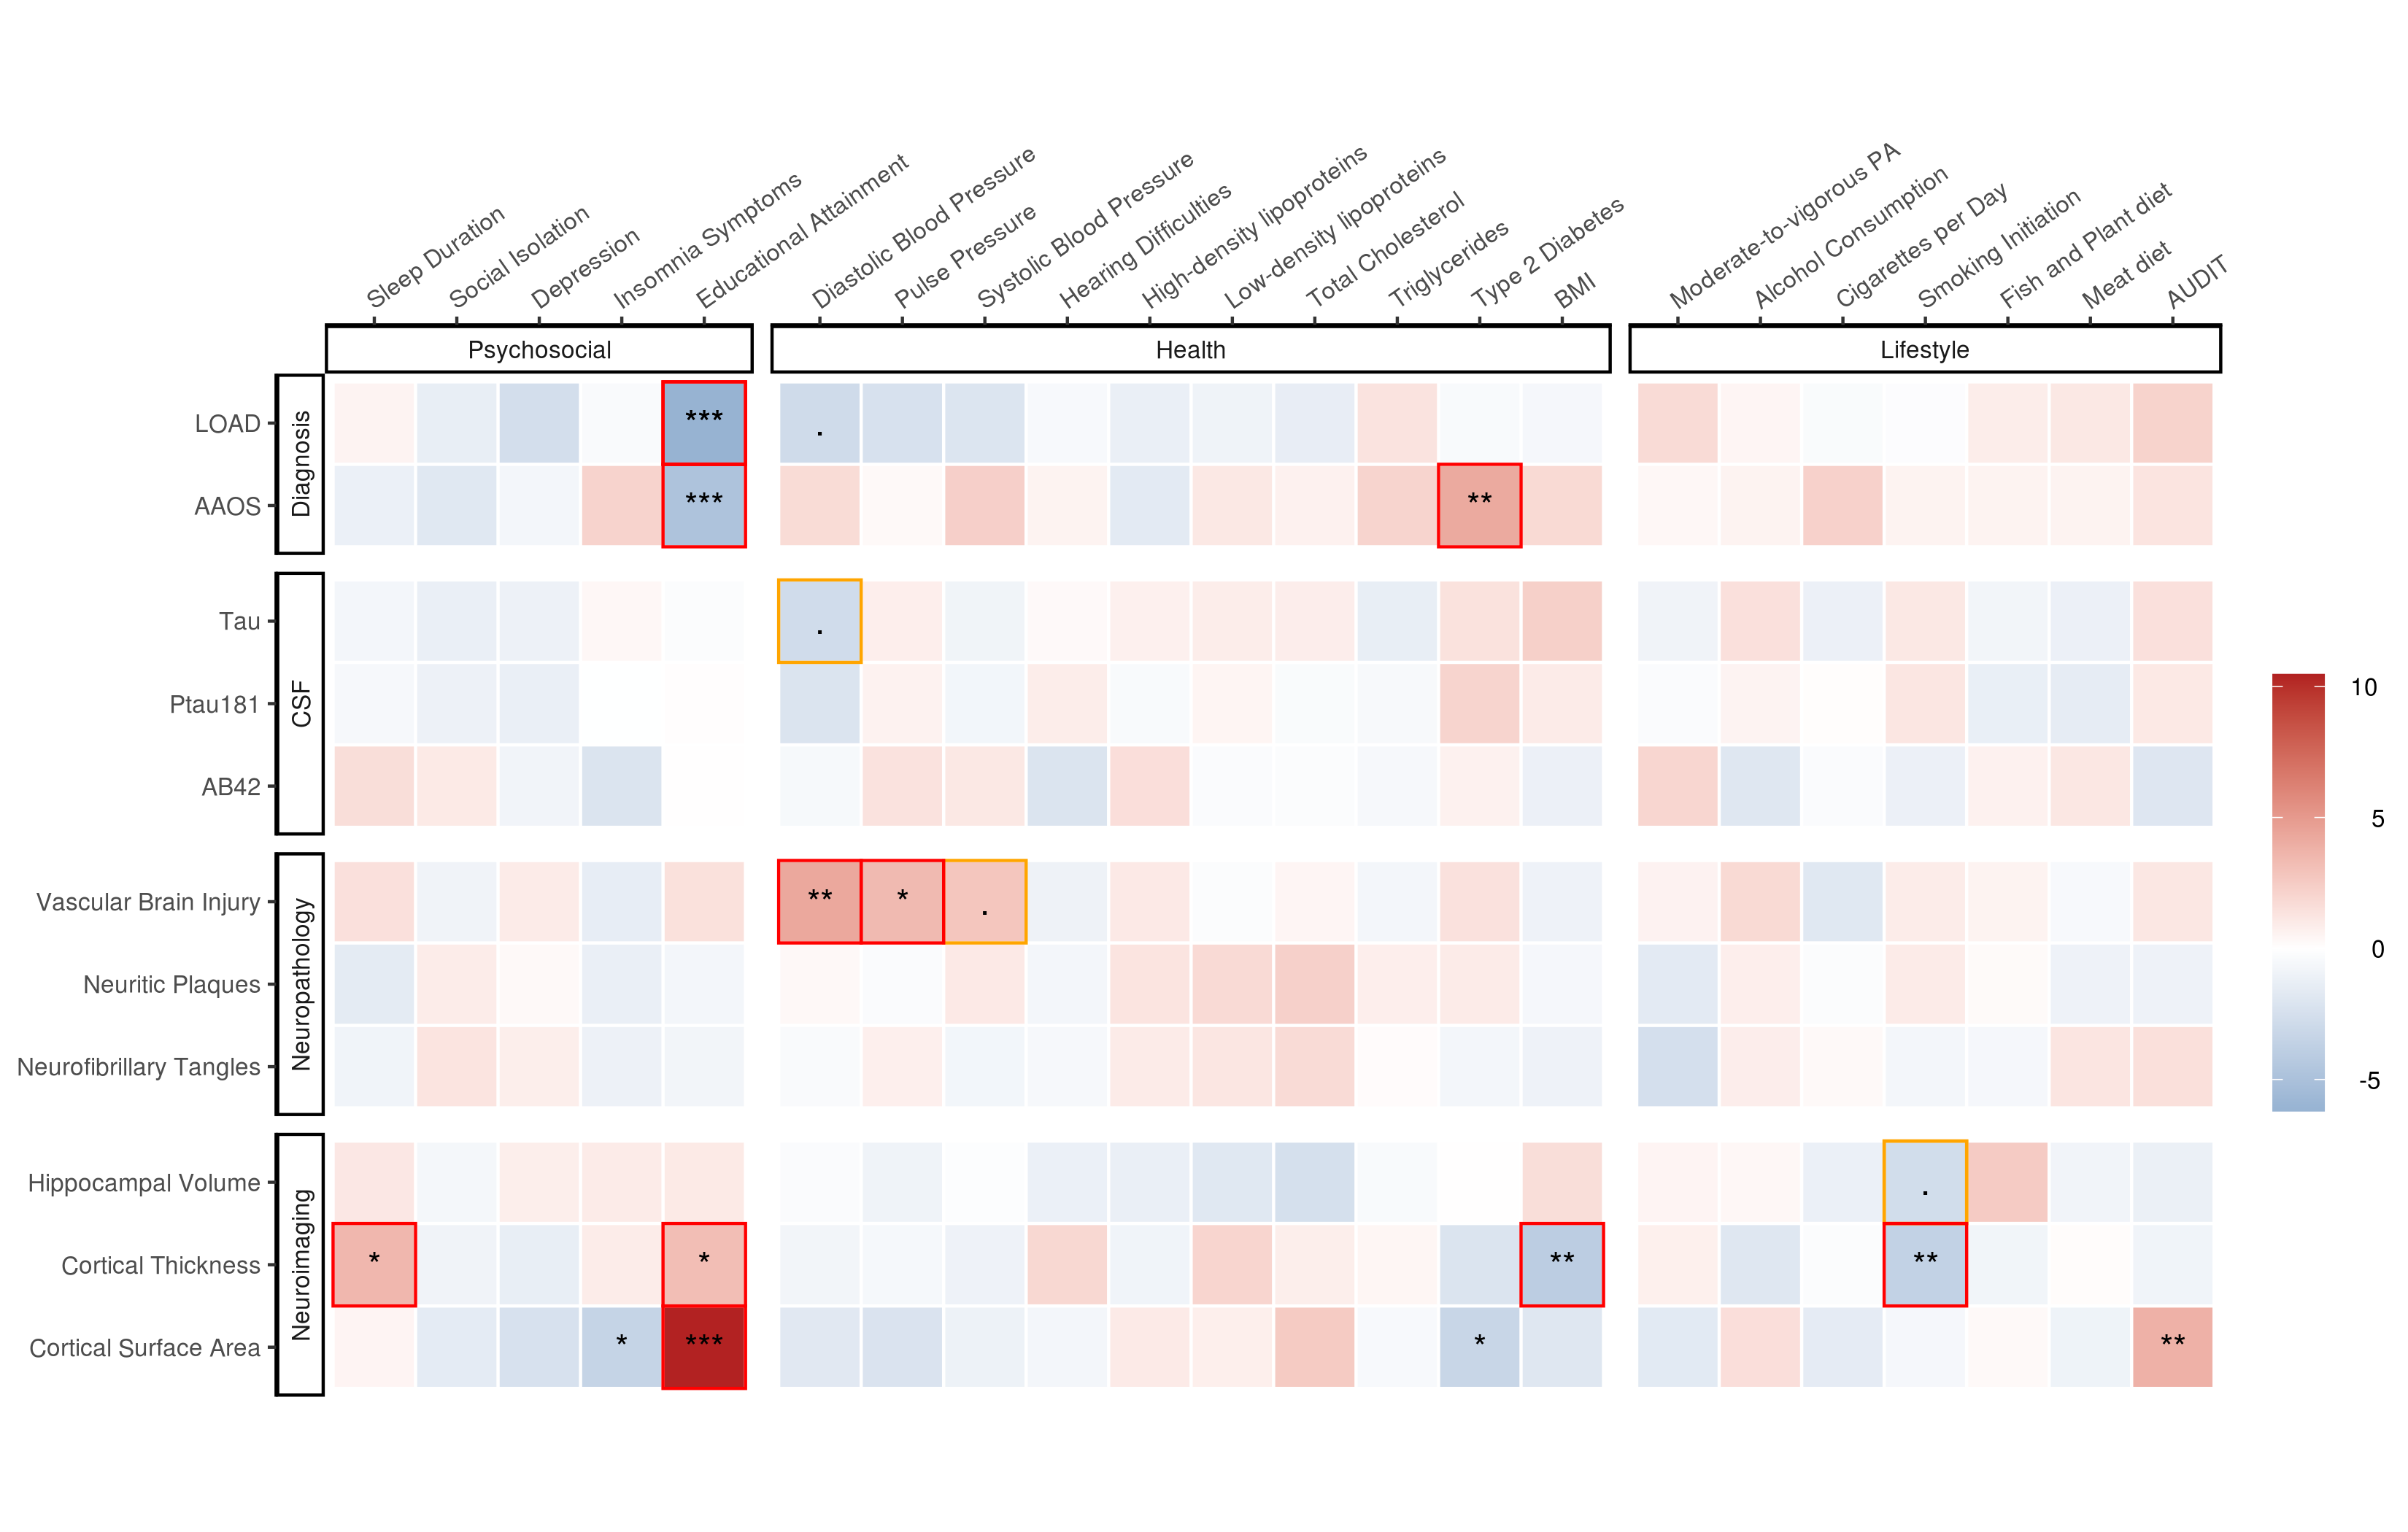 Sleep Duration
Social Isolation
Depression
Insomnia Symptoms
Educational Attainment
Diastolic Blood Pressure
Pulse Pressure
Systolic Blood Pressure
Hearing Difficulties
High-density lipoproteins
Low-density lipoproteins
Total Cholesterol
Triglycerides
Type 2 Diabetes
BMI
Moderate-to-vigorous PA
Alcohol Consumption
Cigarettes per Day
Smoking Initiation
Fish and Plant diet
Meat diet
AUDIT
Psychosocial
Health
Lifestyle
Diagnosis
LOAD
*** .
AAOS
*** **
CSF
Tau
.
Ptau181
AB42
Neuropathology
Vascular Brain Injury
** * .
Neuritic Plaques
Neurofibrillary Tangles
Neuroimaging
Hippocampal Volume
.
Cortical Thickness
* * ** **
Cortical Surface Area
* *** * **
10
5
0
-5